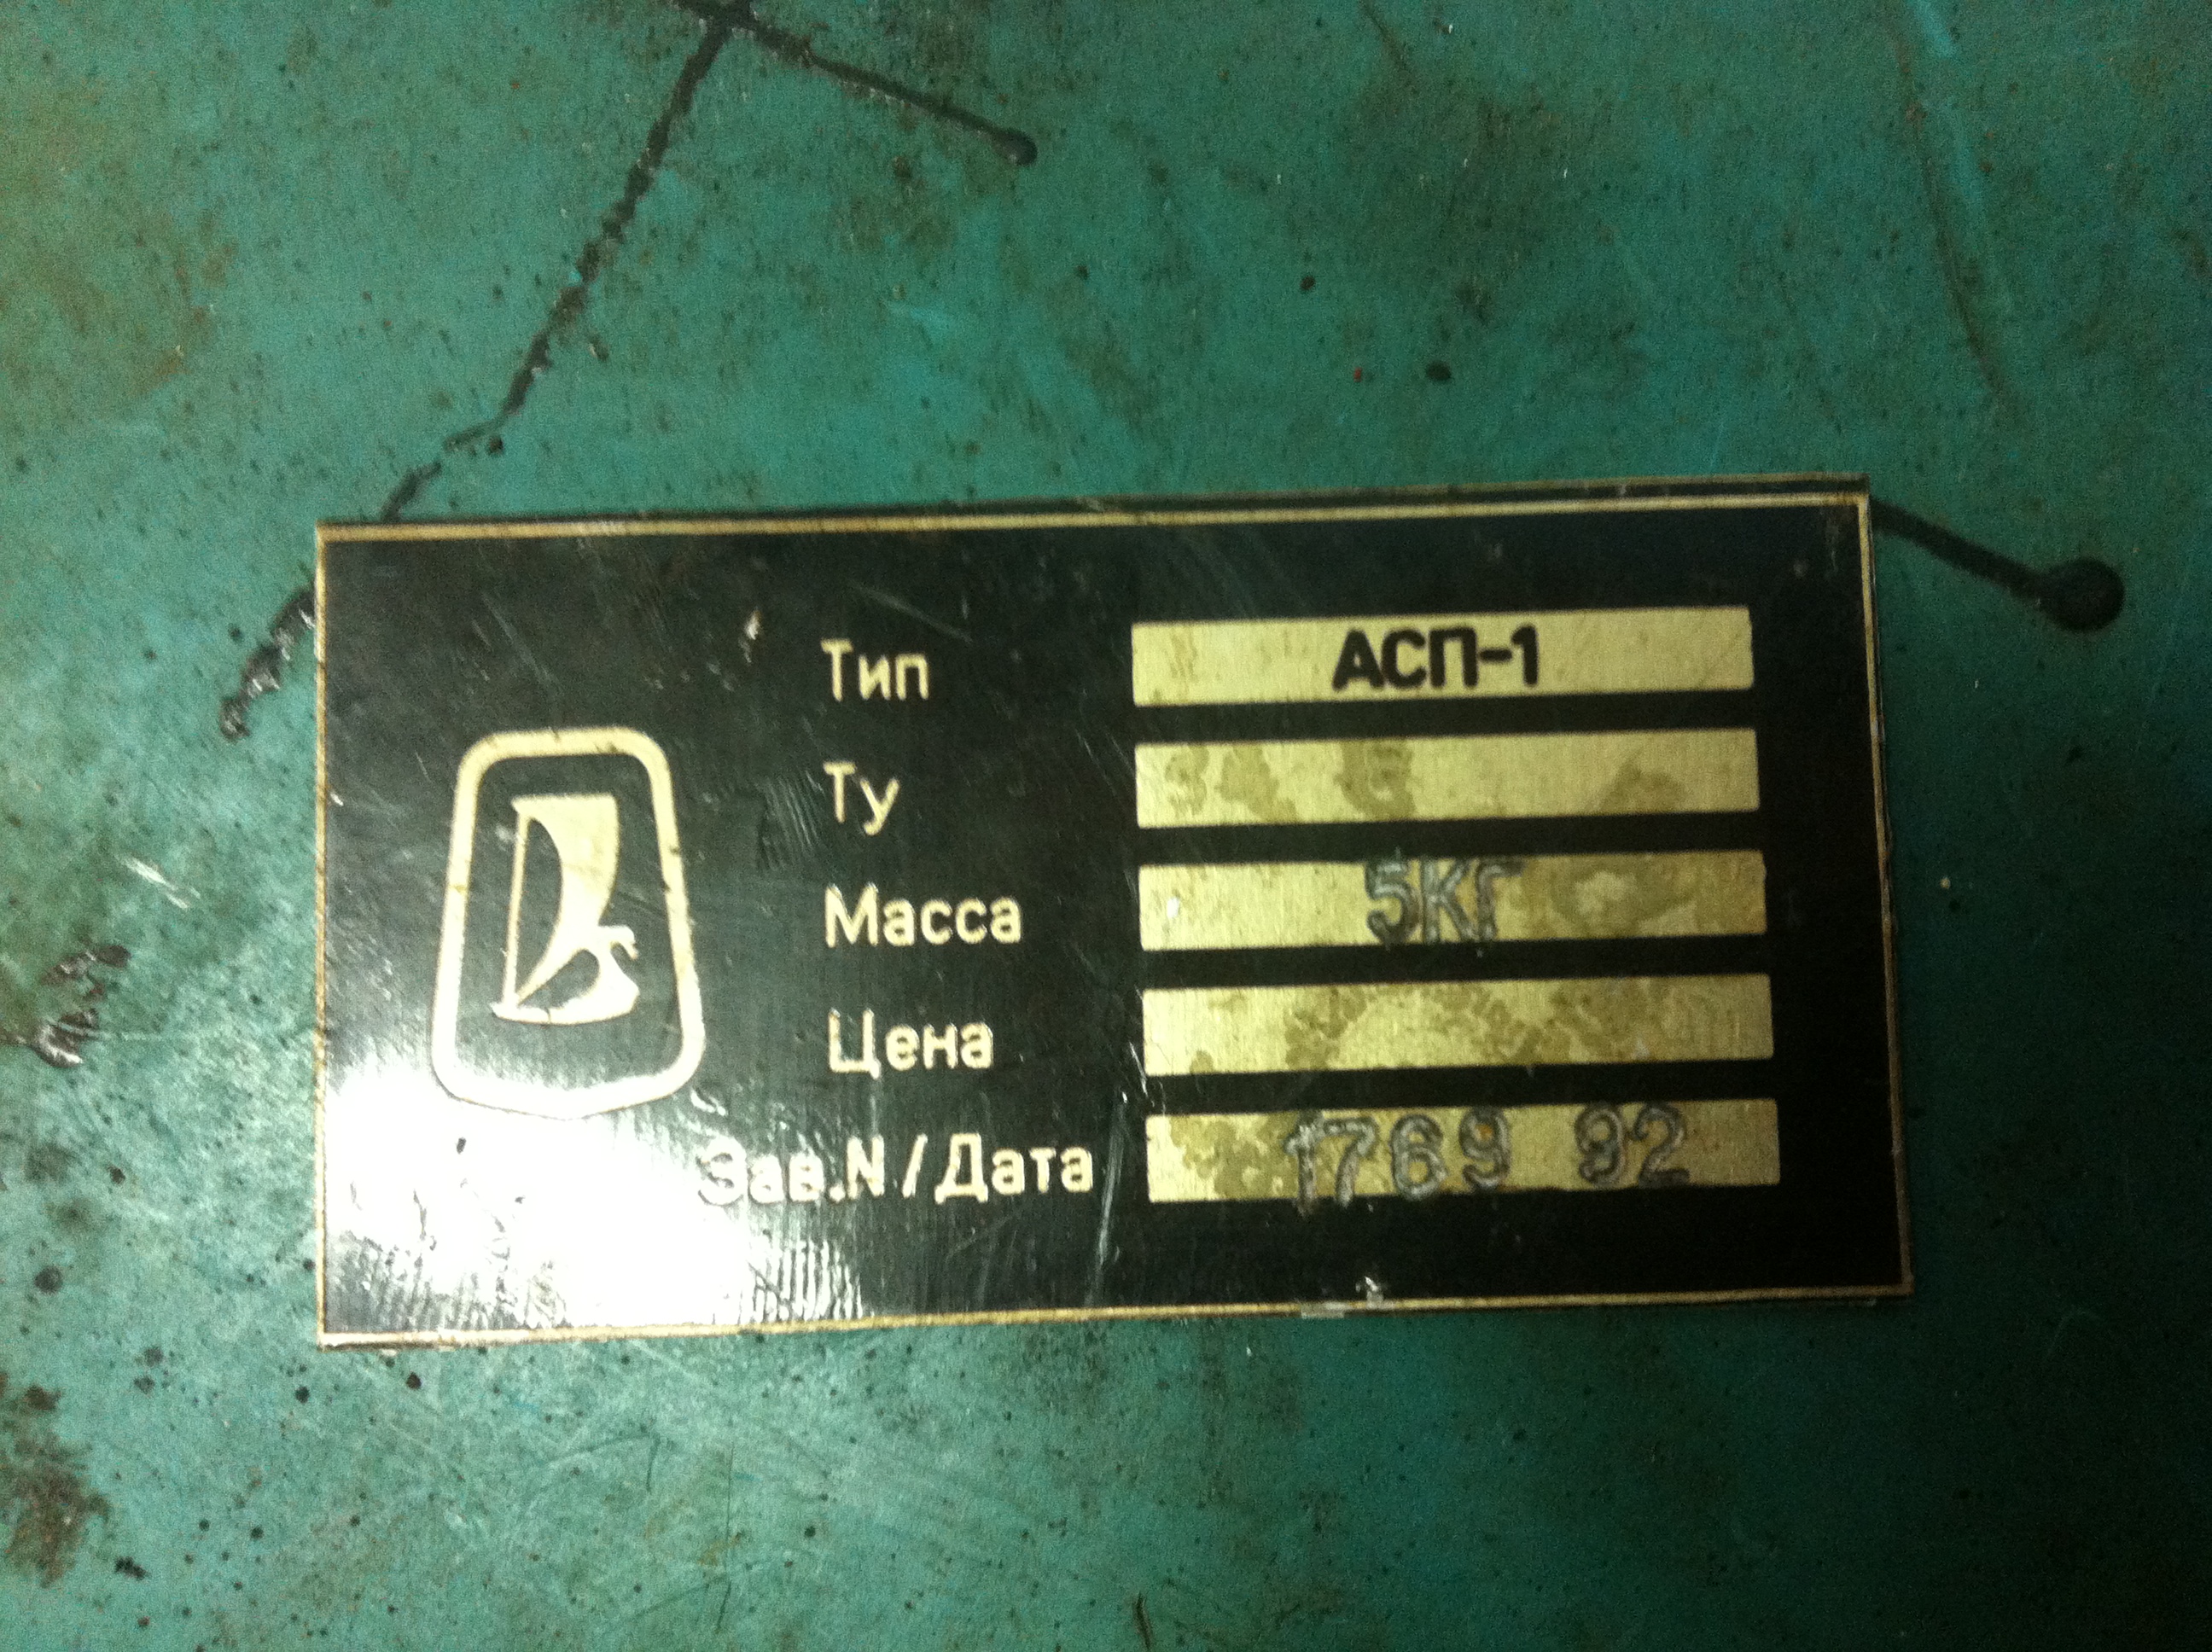 Тип АСП-1
Ту
Масса 5КГ
Цена
Зав.N/Дата 1769 92